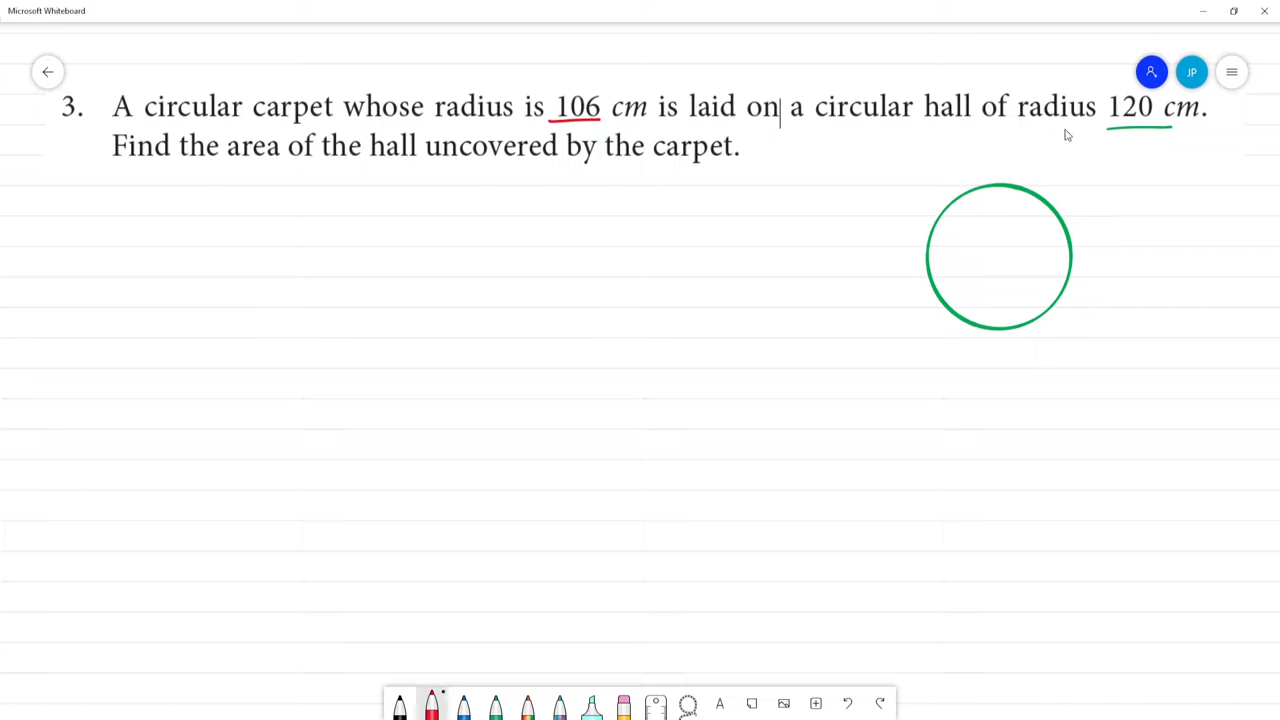 Microsoft Whiteboard
JP
3. A circular carpet whose radius is 106 cm is laid on a circular hall of radius 120 cm.
Find the area of the hall uncovered by the carpet.
A